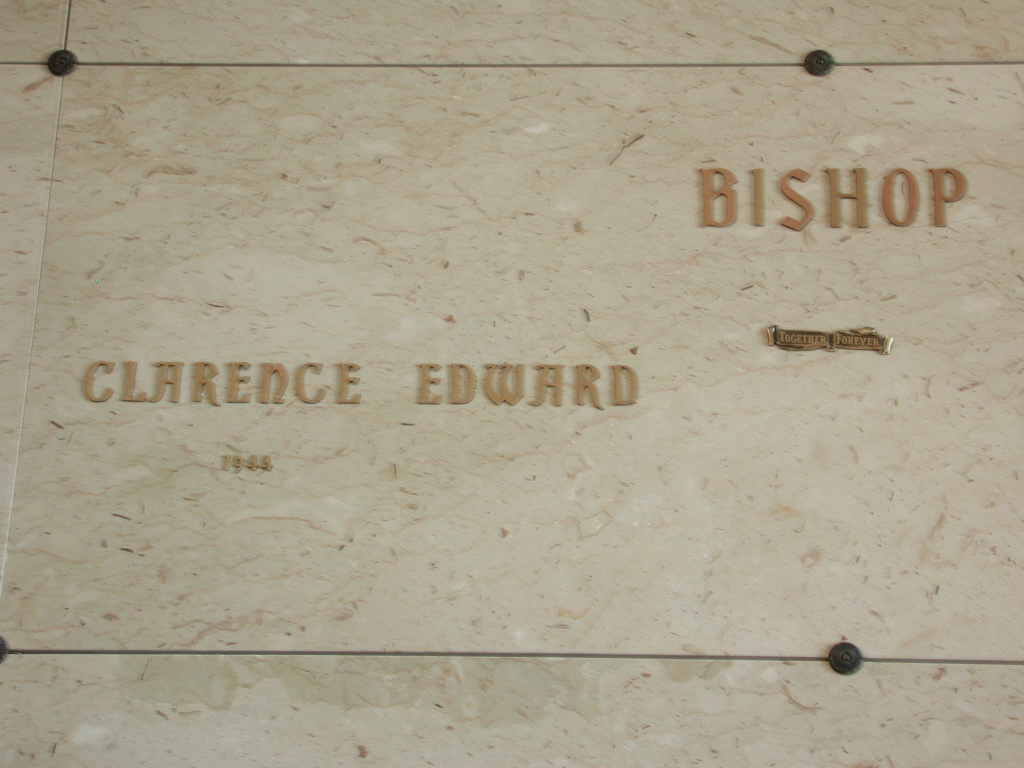 BISHOP
TOGETHER FOREVER
CLARENCE EDWARD
1944